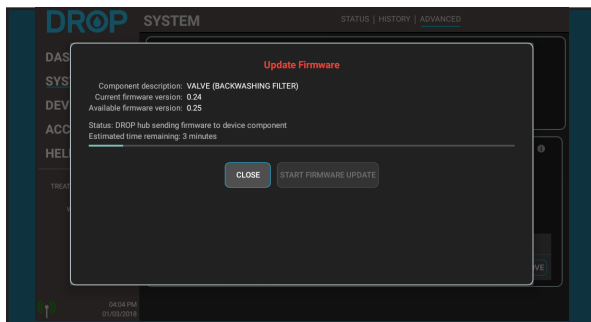 DROP SYSTEM STATUS | HISTORY | ADVANCED
DAS
SYS
DEV
ACC
HEL
TREAT
Update Firmware
Component description: VALVE (BACKWASHING FILTER)
Current firmware version: 0.24
Available firmware version: 0.25
Status: DROP hub sending firmware to device component
Estimated time remaining: 3 minutes
CLOSE START FIRMWARE UPDATE
VE
04:04 PM
01/03/2018